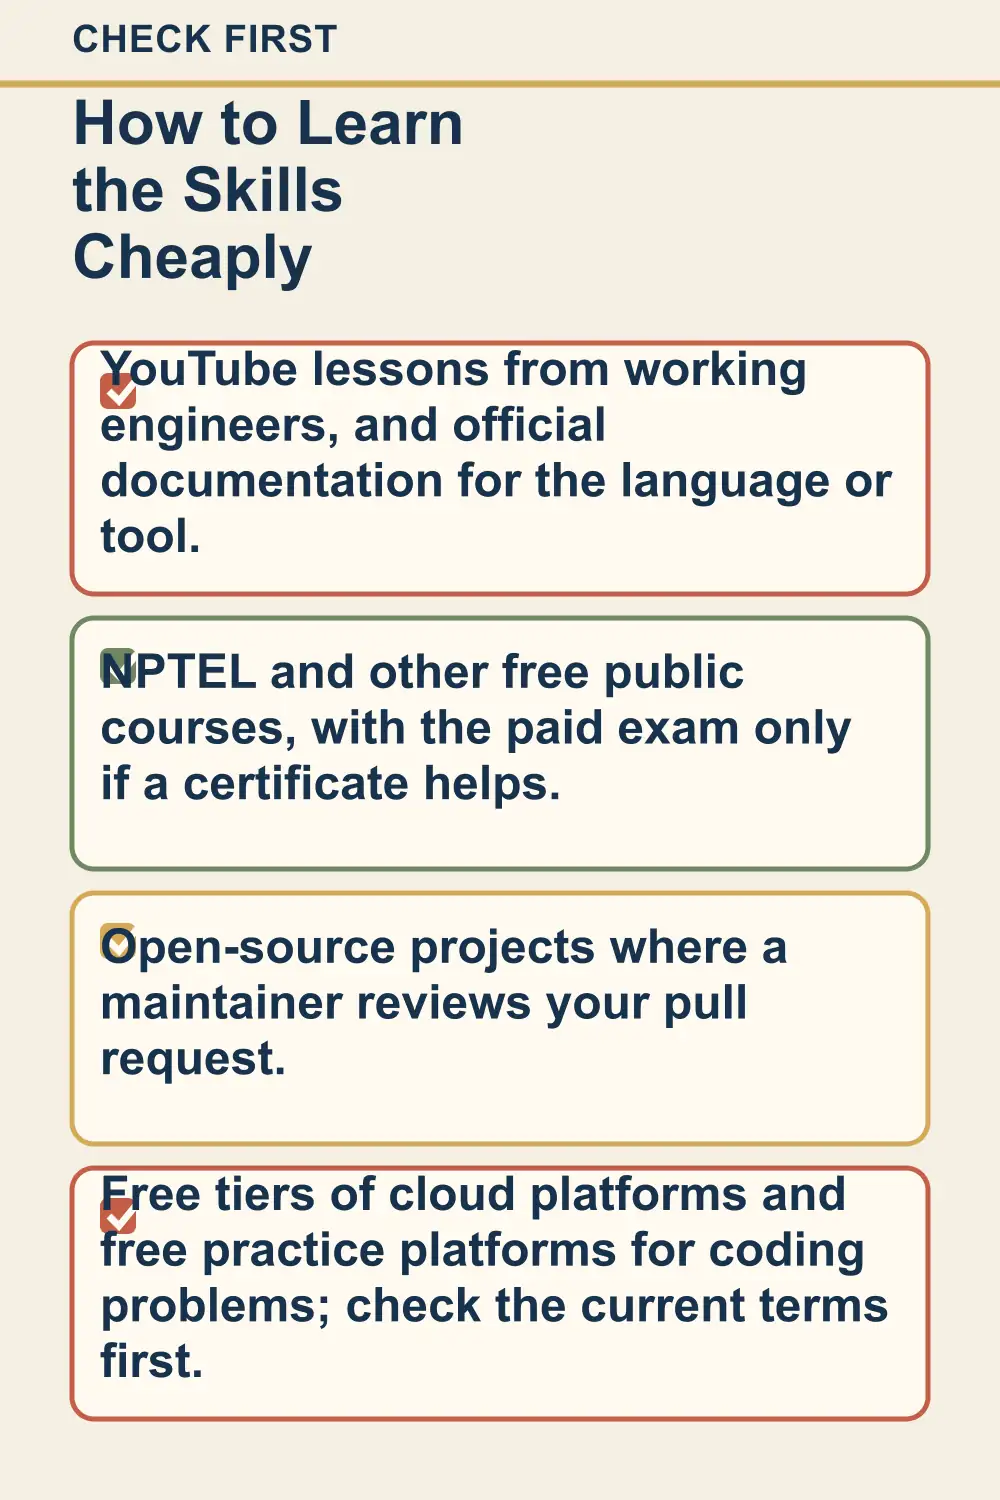 CHECK FIRST
How to Learn
the Skills
Cheaply
YouTube lessons from working
engineers, and official
documentation for the language or
tool.
NPTEL and other free public
courses, with the paid exam only
if a certificate helps.
Open-source projects where a
maintainer reviews your pull
request.
Free tiers of cloud platforms and
free practice platforms for coding
problems; check the current terms
first.